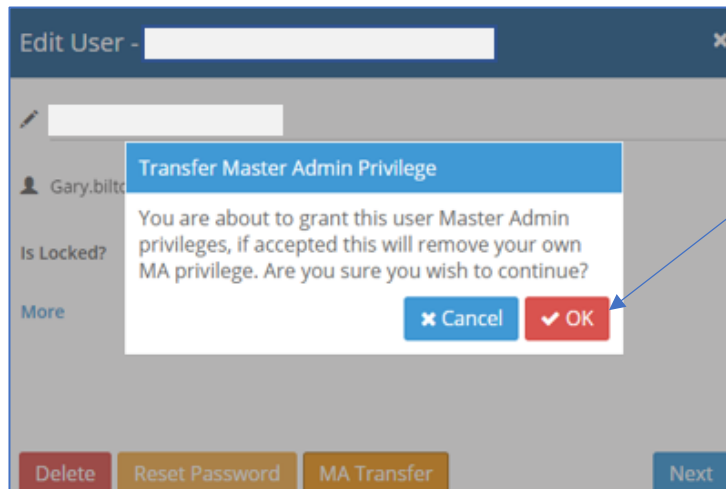 Edit User -
Transfer Master Admin Privilege
Gary.bilto
You are about to grant this user Master Admin
privileges, if accepted this will remove your own
Is Locked?
MA privilege. Are you sure you wish to continue?
More
Cancel
OK
Delete
Reset Password
MA Transfer
Next